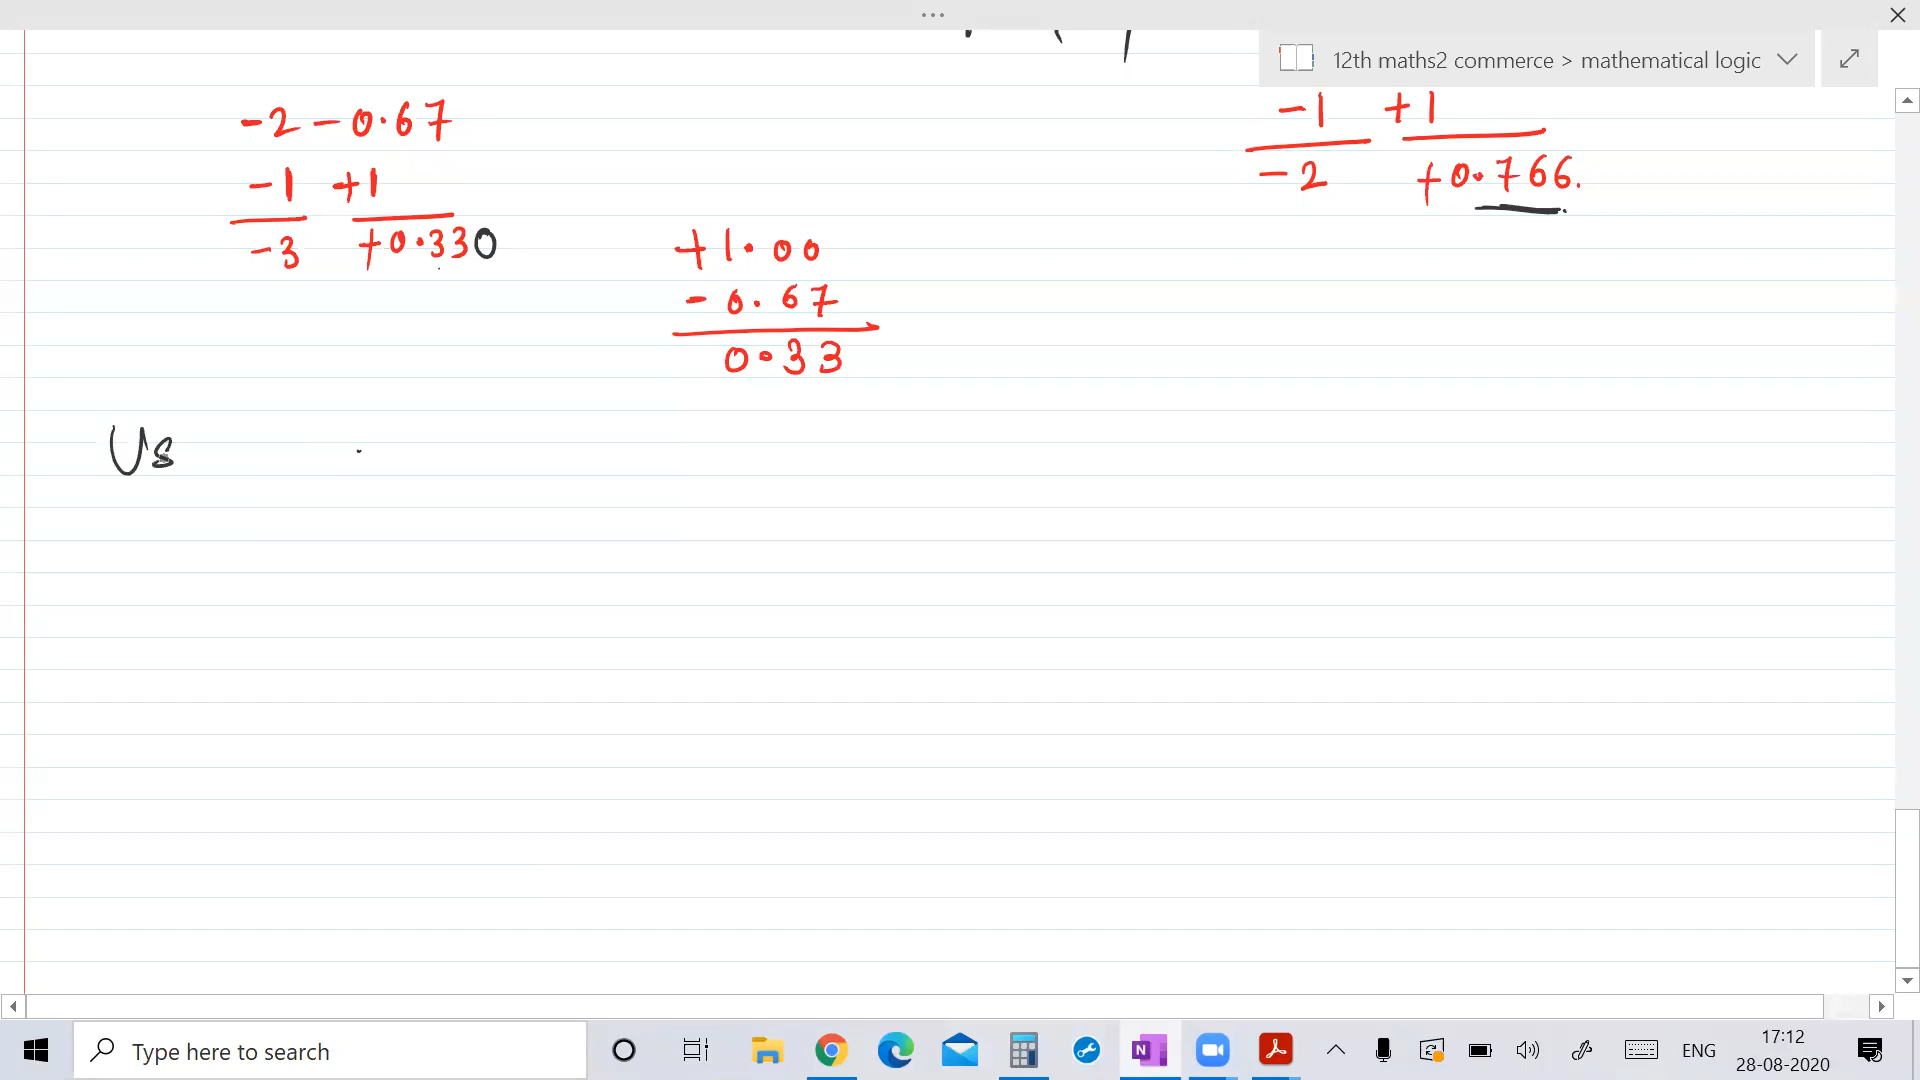 12th maths2 commerce > mathematical logic
-2 - 0.67
-1 +1
-3 +0.330
-1 +1
-2 +0.766.
+1.00
- 0.67
0.33
Us
Type here to search
ENG
17:12
28-08-2020